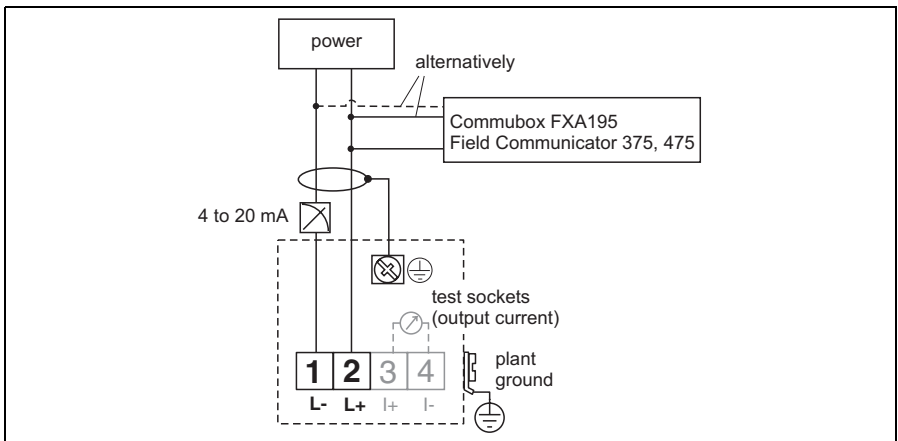 power
alternatively
Commubox FXA195
Field Communicator 375, 475
4 to 20 mA
test sockets
(output current)
1 2 3 4
L- L+ I+ I-
plant
ground